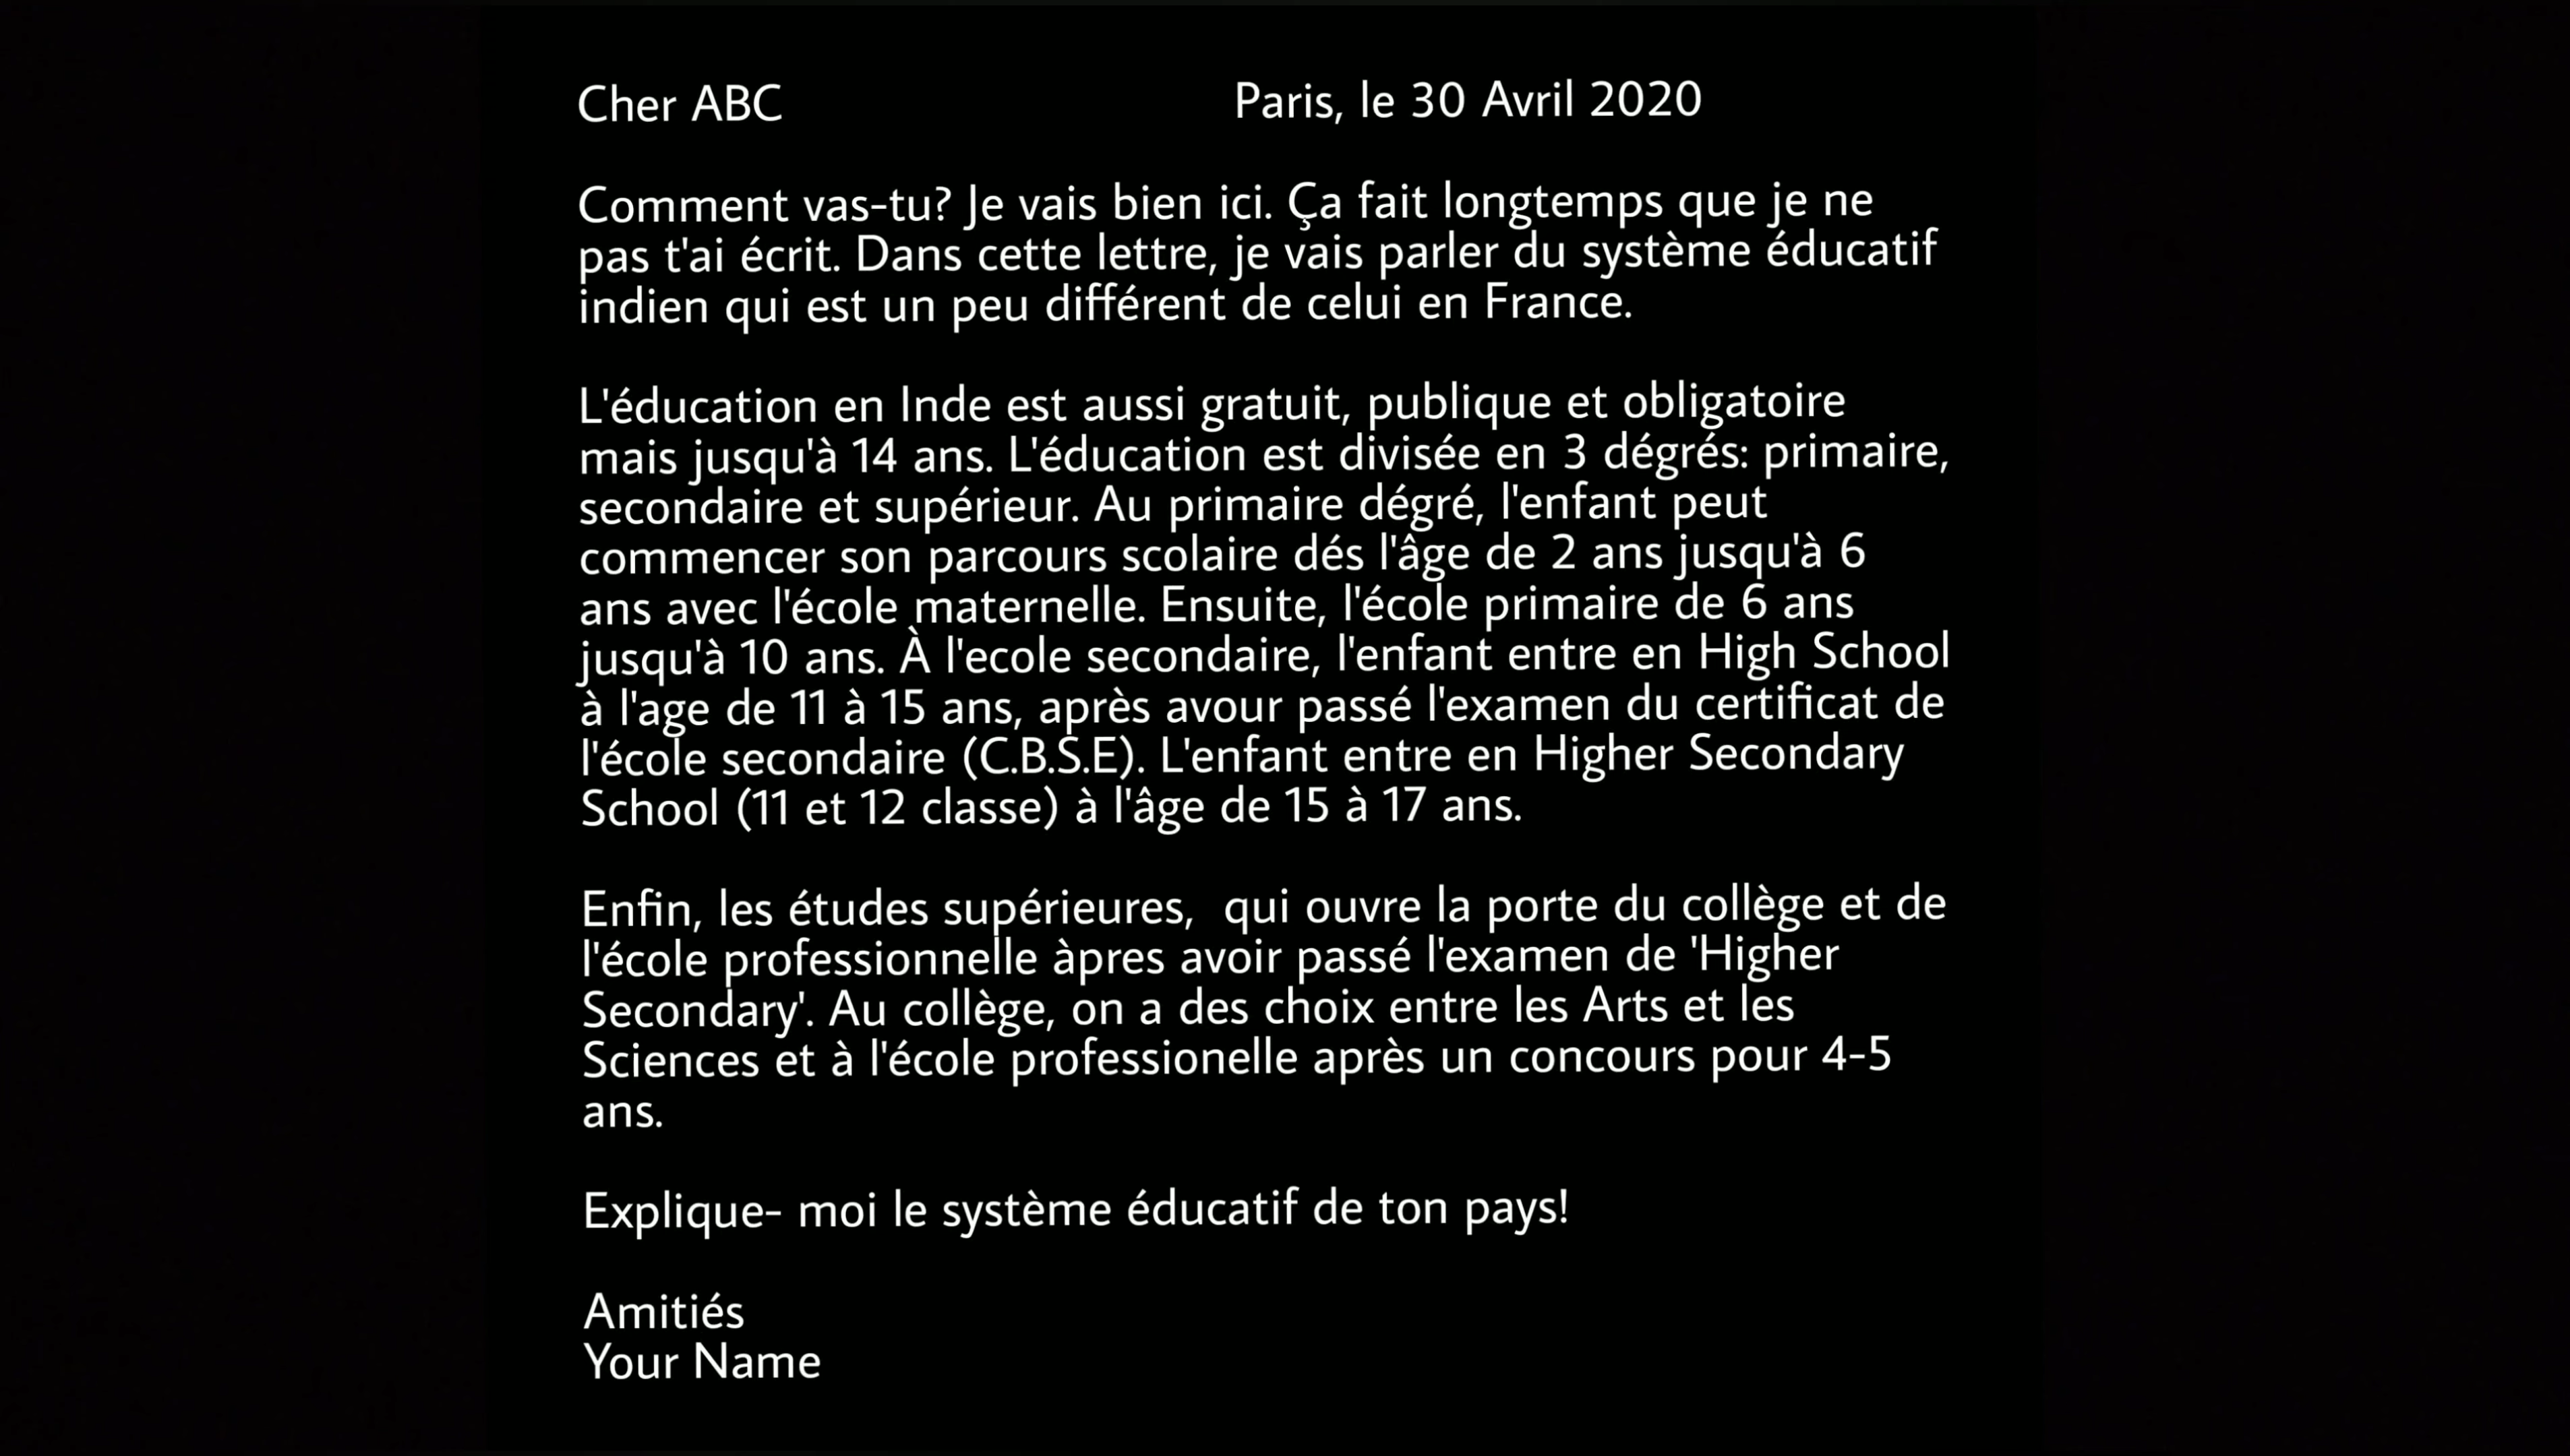 Cher ABC Paris, le 30 Avril 2020
Comment vas-tu? Je vais bien ici. Ça fait longtemps que je ne
pas t'ai écrit. Dans cette lettre, je vais parler du système éducatif
indien qui est un peu différent de celui en France.
L'éducation en Inde est aussi gratuit, publique et obligatoire
mais jusqu'à 14 ans. L'éducation est divisée en 3 dégrés: primaire,
secondaire et supérieur. Au primaire dégré, l'enfant peut
commencer son parcours scolaire dés l'âge de 2 ans jusqu'à 6
ans avec l'école maternelle. Ensuite, l'école primaire de 6 ans
jusqu'à 10 ans. À l'ecole secondaire, l'enfant entre en High School
à l'age de 11 à 15 ans, après avour passé l'examen du certificat de
l'école secondaire (C.B.S.E). L'enfant entre en Higher Secondary
School (11 et 12 classe) à l'âge de 15 à 17 ans.
Enfin, les études supérieures,  qui ouvre la porte du collège et de
l'école professionnelle àpres avoir passé l'examen de 'Higher
Secondary'. Au collège, on a des choix entre les Arts et les
Sciences et à l'école professionelle après un concours pour 4-5
ans.
Explique- moi le système éducatif de ton pays!
Amitiés
Your Name